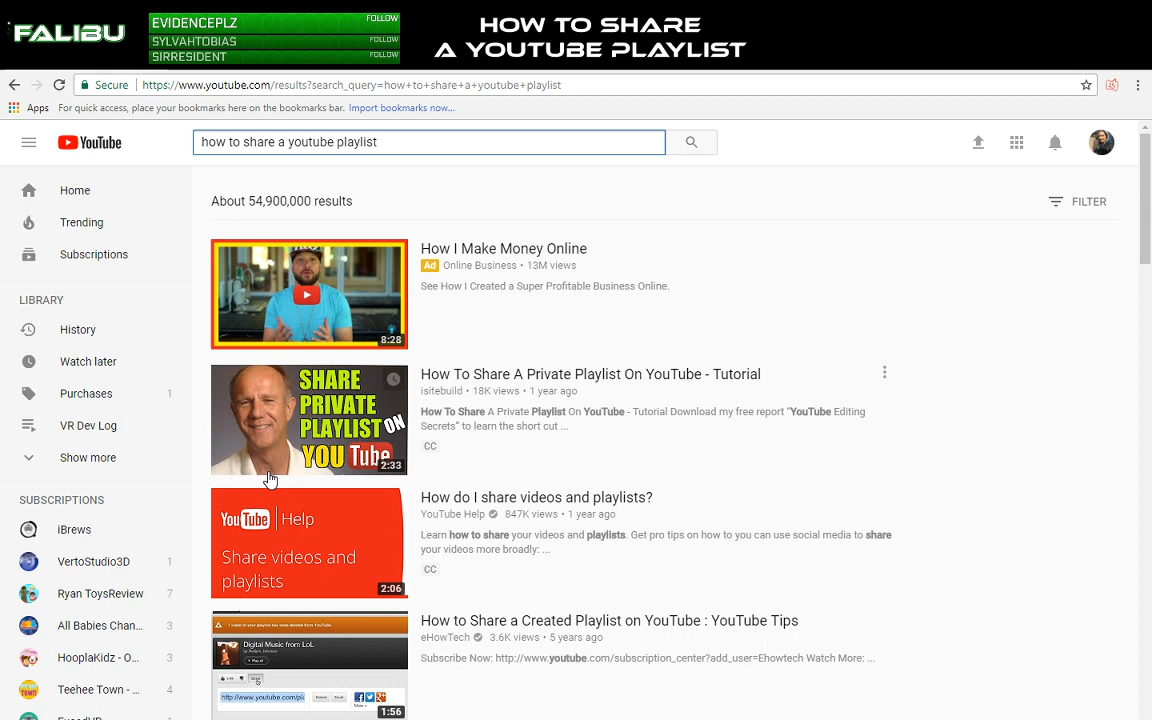 FALIBU
EVIDENCEPLZ FOLLOW
SYLVAHTOBIAS FOLLOW
SIRRESIDENT FOLLOW
HOW TO SHARE
A YOUTUBE PLAYLIST
Secure https://www.youtube.com/results?search_query=how+to+share+a+youtube+playlist
Apps For quick access, place your bookmarks here on the bookmarks bar. Import bookmarks now...
YouTube
how to share a youtube playlist
Home
Trending
Subscriptions
LIBRARY
History
Watch later
Purchases 1
VR Dev Log
Show more
SUBSCRIPTIONS
iBrews
VertoStudio3D 1
Ryan ToysReview 7
All Babies Chan... 3
HooplaKidz - O... 3
Teehee Town - ... 4
About 54,900,000 results
FILTER
8:28
How I Make Money Online
Ad Online Business • 13M views
See How I Created a Super Profitable Business Online.
SHARE
PRIVATE
PLAYLIST ON
YOU Tube
2:33
How To Share A Private Playlist On YouTube - Tutorial
isitebuild • 18K views • 1 year ago
How To Share A Private Playlist On YouTube - Tutorial Download my free report “YouTube Editing
Secrets” to learn the short cut ...
CC
YouTube Help
Share videos and
playlists
2:06
How do I share videos and playlists?
YouTube Help 847K views • 1 year ago
Learn how to share your videos and playlists. Get pro tips on how to you can use social media to share
your videos more broadly: ...
CC
Digital Music from LoL
Play all
1:56
How to Share a Created Playlist on YouTube : YouTube Tips
eHowTech 3.6K views • 5 years ago
Subscribe Now: http://www.youtube.com/subscription_center?add_user=Ehowtech Watch More: ...